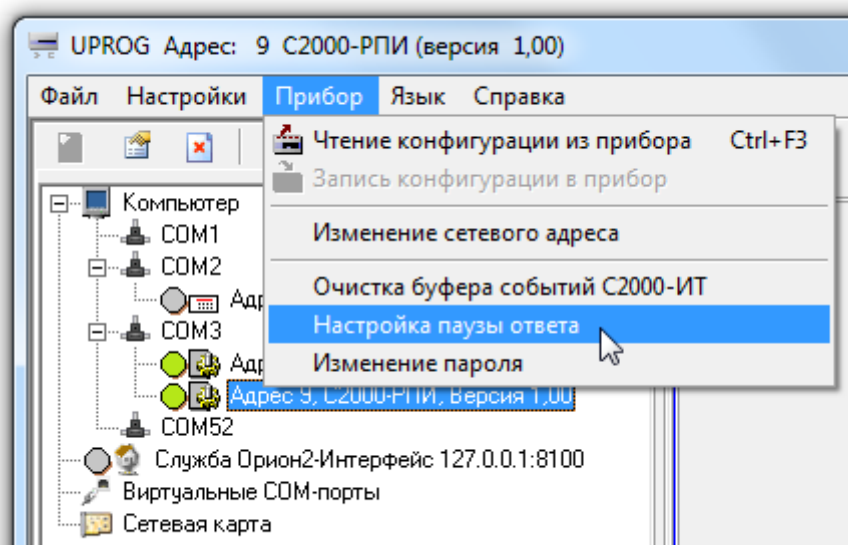 UPROG Адрес: 9 С2000-РПИ (версия 1,00)
Файл Настройки Прибор Язык Справка
Чтение конфигурации из прибора Ctrl+F3
Запись конфигурации в прибор
Изменение сетевого адреса
Очистка буфера событий С2000-ИТ
Настройка паузы ответа
Изменение пароля
Компьютер
COM1
COM2
COM3
Адрес 9, С2000-РПИ, Версия 1,00
COM52
Служба Орион2-Интерфейс 127.0.0.1:8100
Виртуальные COM-порты
Сетевая карта